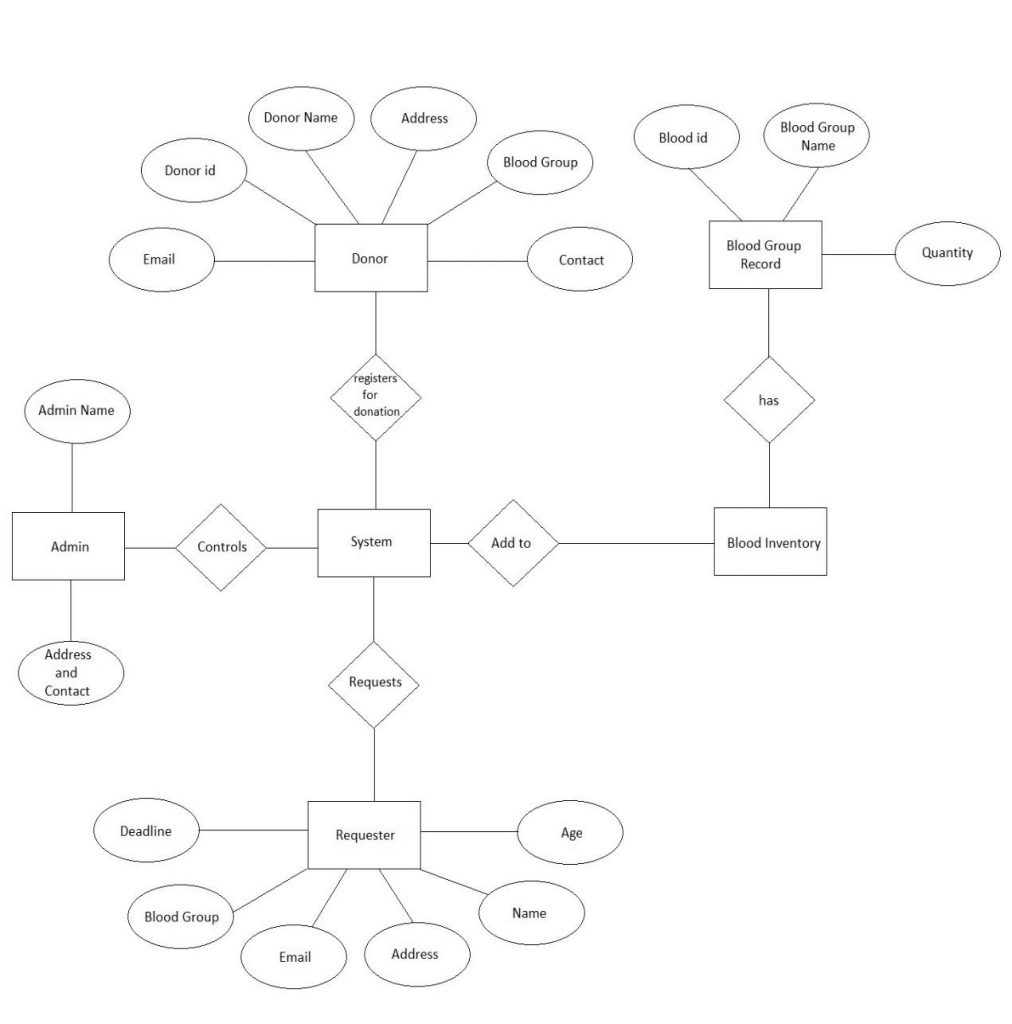 Donor Name
Address
Donor id
Blood Group
Email
Donor
Contact
Blood id
Blood Group
Name
Blood Group
Record
Quantity
registers
for
donation
has
Admin Name
Admin
Controls
System
Add to
Blood Inventory
Address
and
Contact
Requests
Deadline
Requester
Age
Blood Group
Name
Email
Address